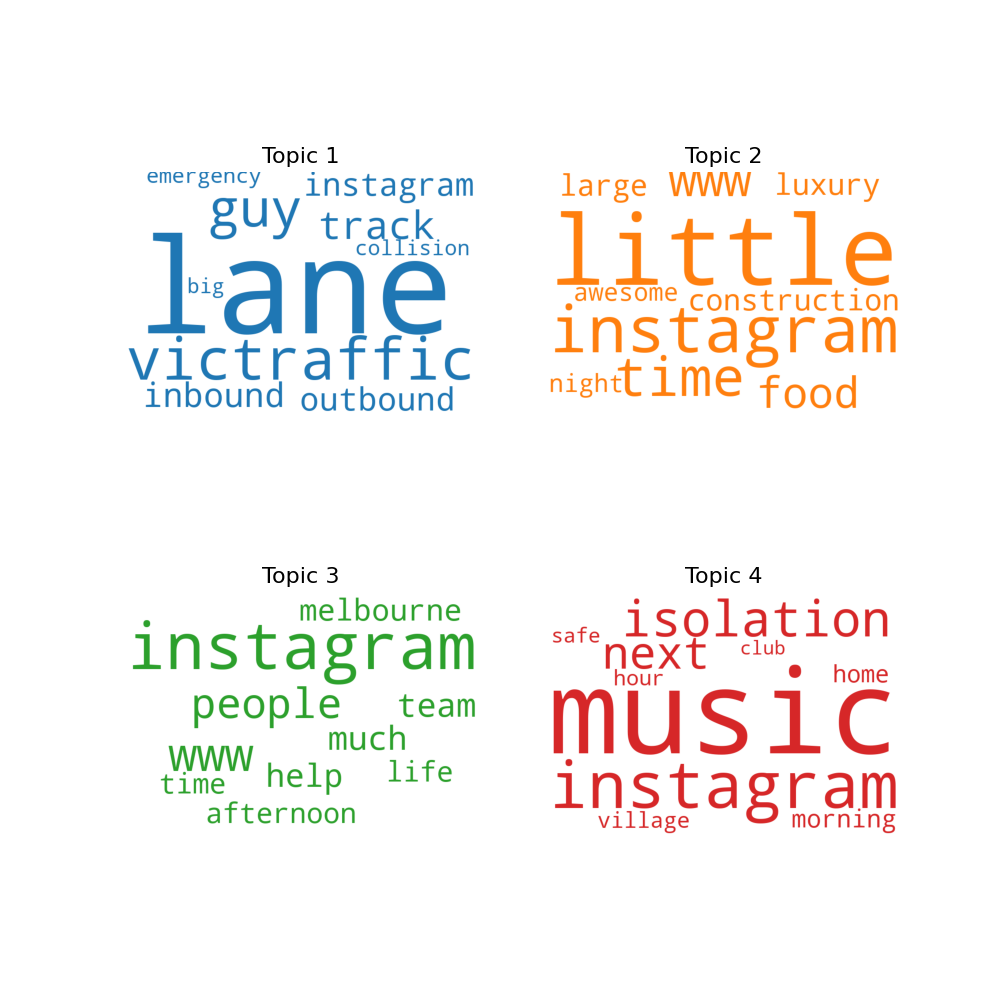 Topic 1
emergency instagram
guy track
collision
lane
big
victraffic
inbound outbound
Topic 2
large www luxury
little
awesome construction
instagram
night time food
Topic 3
melbourne
instagram
people team
much
www help life
time
afternoon
Topic 4
safe isolation
next club
hour home
music
instagram
village morning